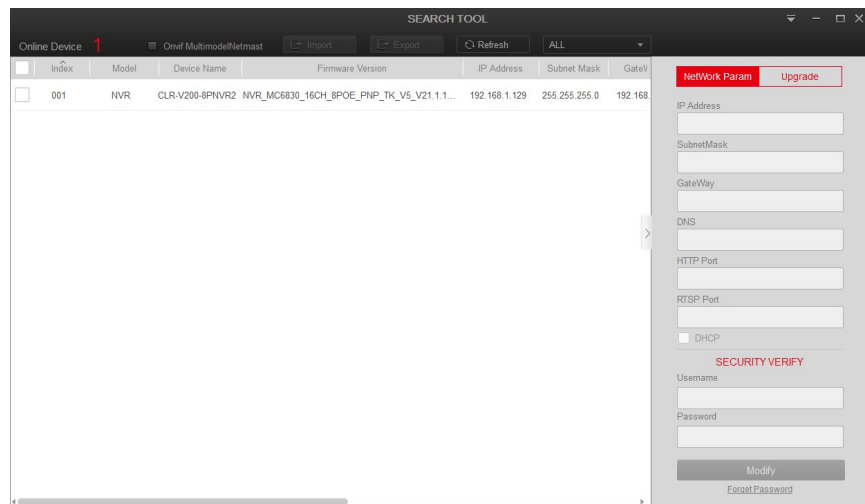 SEARCH TOOL
Online Device 1 Onvif MultimodelNetmast Import Export Refresh ALL
Index Model Device Name Firmware Version IP Address Subnet Mask GateW
001 NVR CLR-V200-8PNVR2 NVR_MC6830_16CH_8POE_PNP_TK_V5_V21.1.1... 192.168.1.129 255.255.255.0 192.168.
NetWork Param Upgrade
IP Address
SubnetMask
GateWay
DNS
HTTP Port
RTSP Port
DHCP
SECURITY VERIFY
Username
Password
Modify
Forget Password